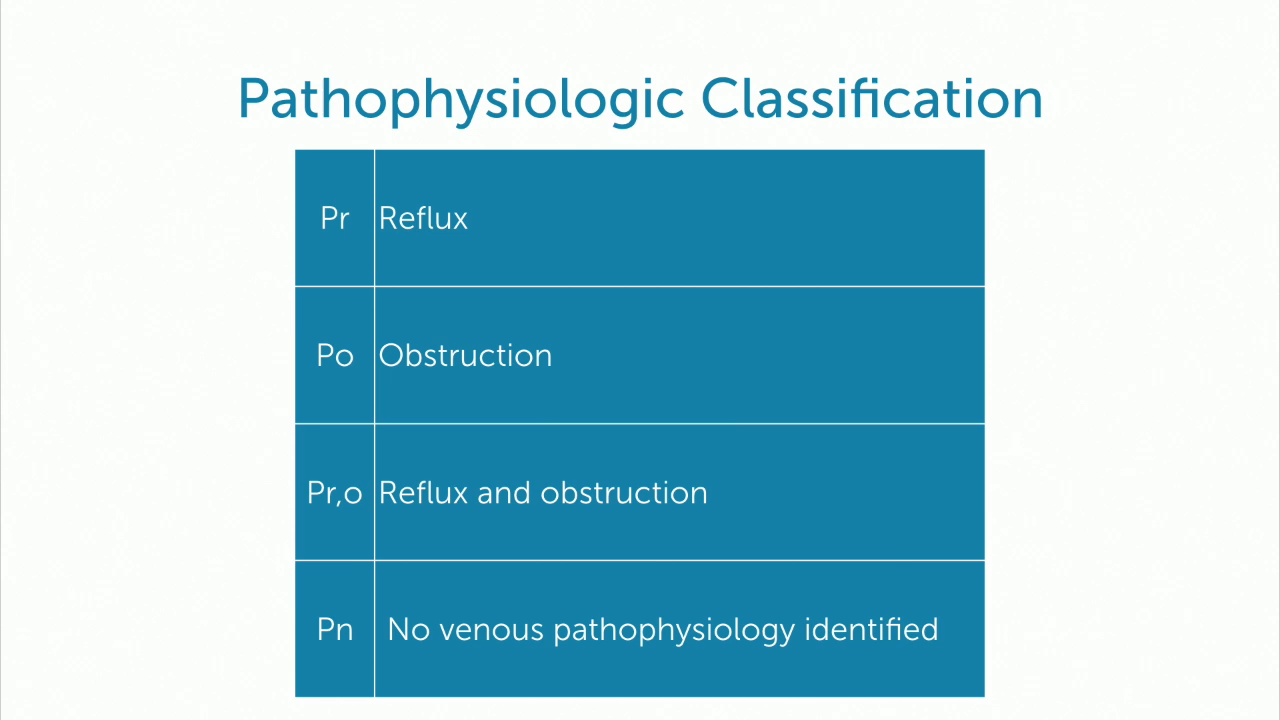 Pathophysiologic Classification
Pr Reflux
Po Obstruction
Pr,o Reflux and obstruction
Pn No venous pathophysiology identified